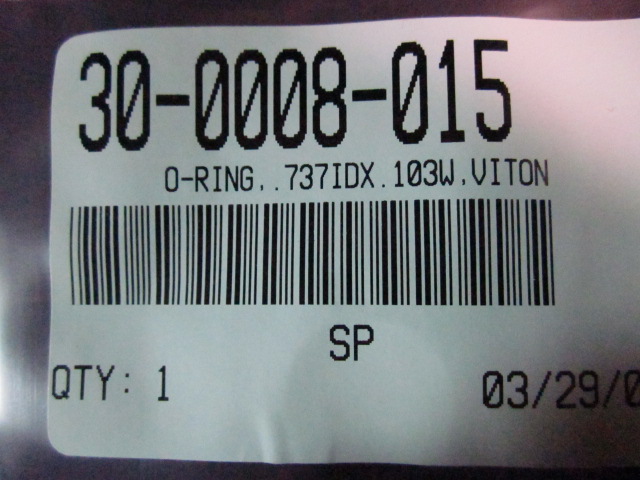 30-0008-015
O-RING,.737IDX.103W,VITON
SP
QTY: 1
03/29/0